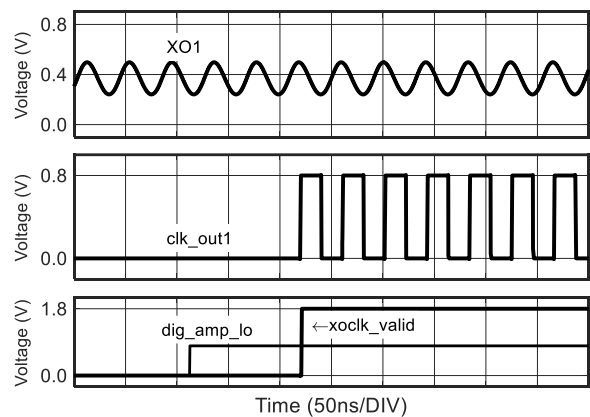 Voltage (V)
0.8
0.4
0.0
XO1
Voltage (V)
0.8
0.0
clk_out1
Voltage (V)
1.8
0.0
dig_amp_lo
←xoclk_valid
Time (50ns/DIV)